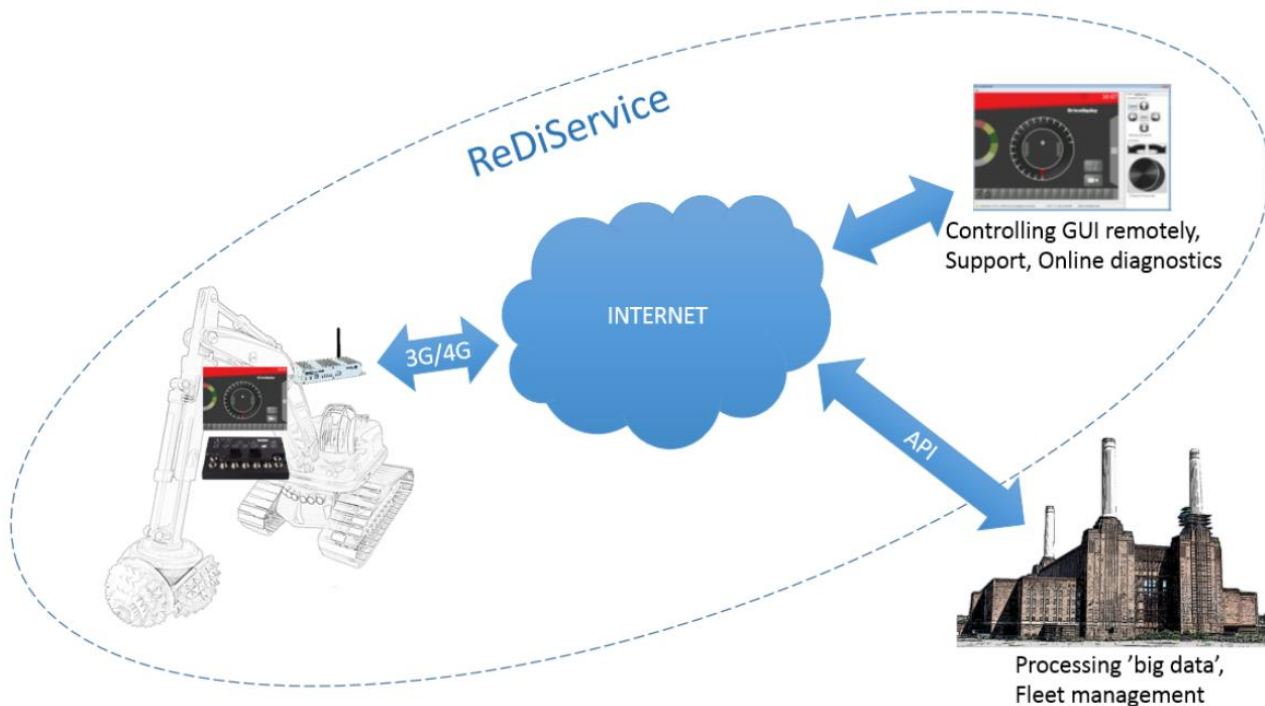 ReDiService
Controlling GUI remotely,
Support, Online diagnostics
INTERNET
3G/4G
API
Processing ’big data’,
Fleet management